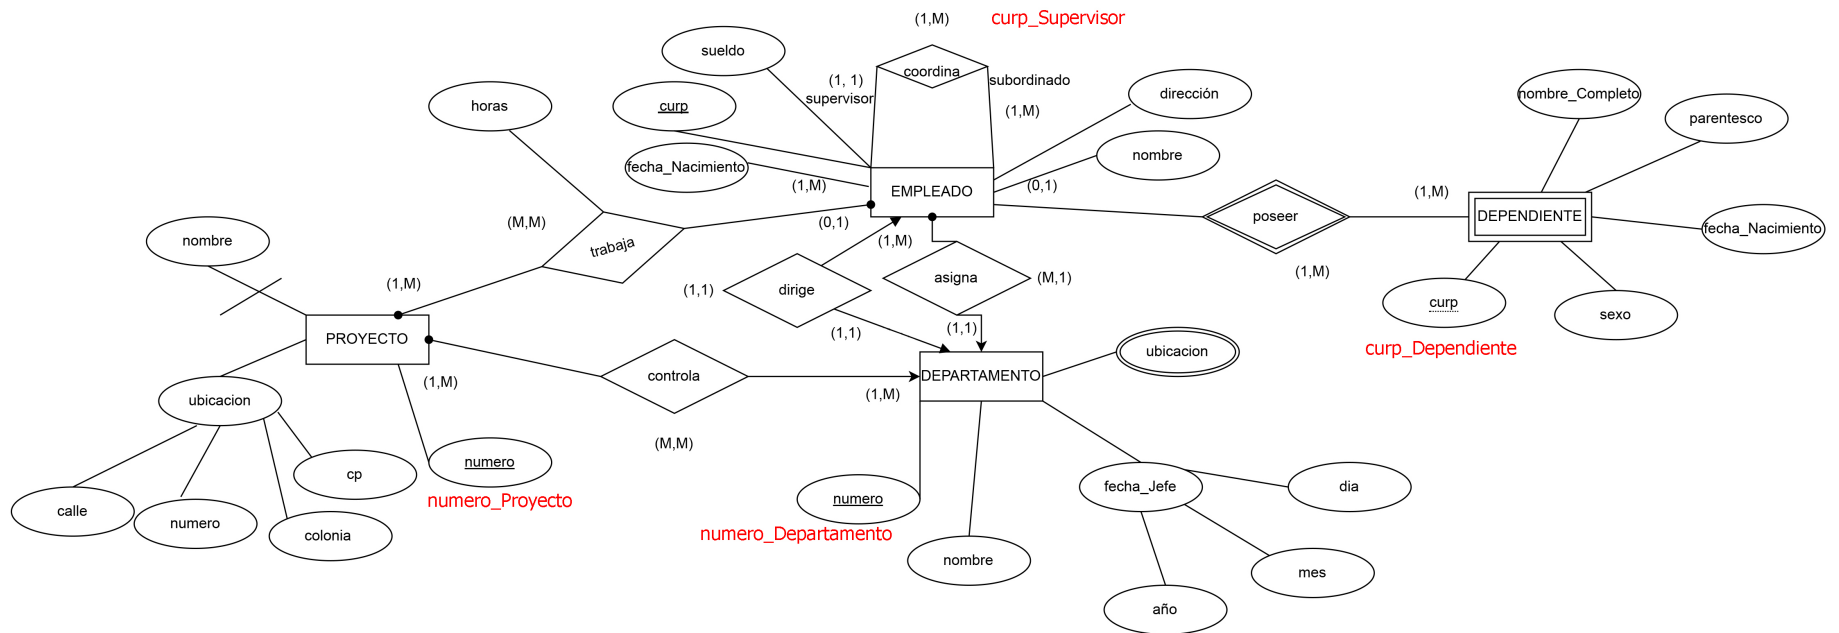 (1,M)
curp_Supervisor
sueldo
coordina
(1, 1)
supervisor
subordinado
(1,M)
dirección
nombre_Completo
parentesco
horas
curp
nombre
fecha_Nacimiento
(1,M)
EMPLEADO
(0,1)
(1,M)
poseer
DEPENDIENTE
fecha_Nacimiento
(M,M)
(0,1)
trabaja
nombre
(1,M)
(1,M)
(1,M)
dirige
(1,1)
asigna
(M,1)
(1,M)
curp
sexo
curp_Dependiente
PROYECTO
(1,1)
(1,1)
ubicacion
controla
DEPARTAMENTO
(1,M)
(1,M)
ubicacion
(M,M)
cp
numero
numero_Proyecto
calle
numero
colonia
numero
numero_Departamento
fecha_Jefe
dia
nombre
mes
año